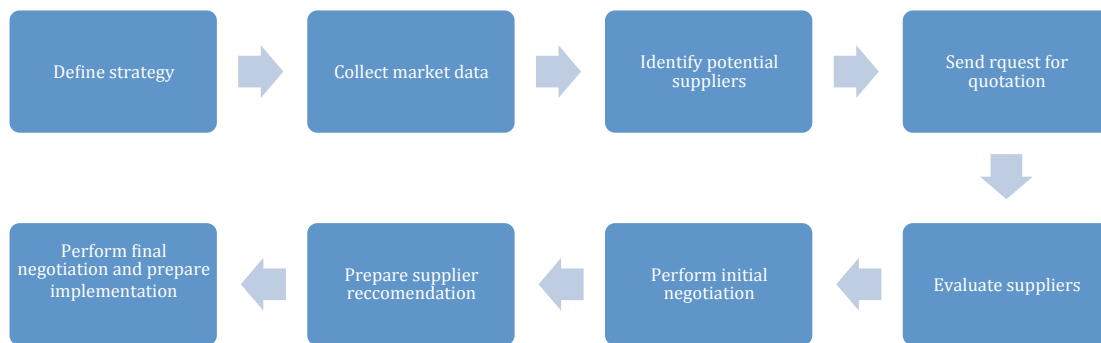 Define strategy
Collect market data
Identify potential
suppliers
Send rquest for
quotation
Evaluate suppliers
Perform initial
negotiation
Prepare supplier
reccomendation
Perform final
negotiation and prepare
implementation